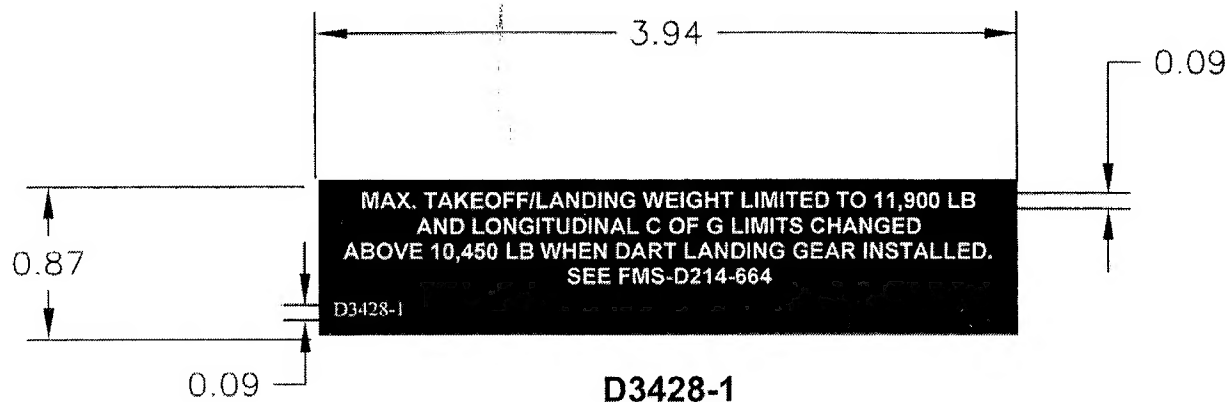 3.94
0.09
MAX. TAKEOFF/LANDING WEIGHT LIMITED TO 11,900 LB
AND LONGITUDINAL C OF G LIMITS CHANGED
ABOVE 10,450 LB WHEN DART LANDING GEAR INSTALLED.
SEE FMS-D214-664
0.87
D3428-1
0.09
D3428-1